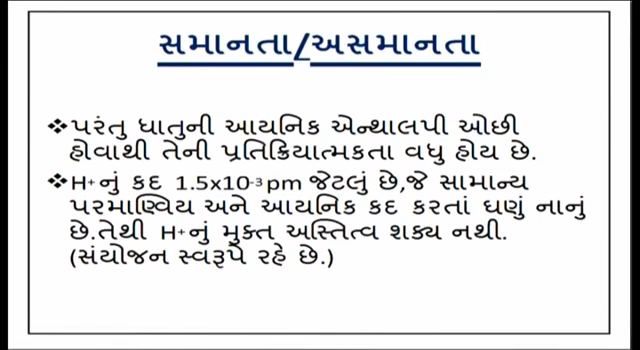 સમાનતા/અસમાનતા
❖પરંતુ ધાતુની આયનિક એન્થાલપી ઓછી
હોવાથી તેની પ્રતિક્રિયાત્મકતા વધુ હોય છે.
❖H⁺નું કદ 1.5x10⁻³pm જેટલું છે,જે સામાન્ય
પરમાણ્વિય અને આયનિક કદ કરતાં ઘણું નાનું
છે.તેથી H⁺નું મુક્ત અસ્તિત્વ શક્ય નથી.
(સંયોજન સ્વરૂપે રહે છે.)